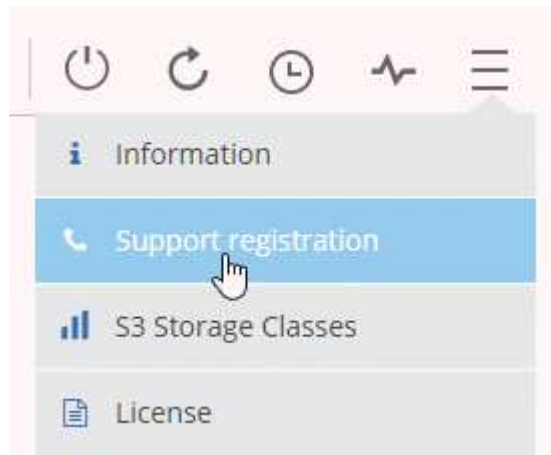 Information
Support registration
S3 Storage Classes
License